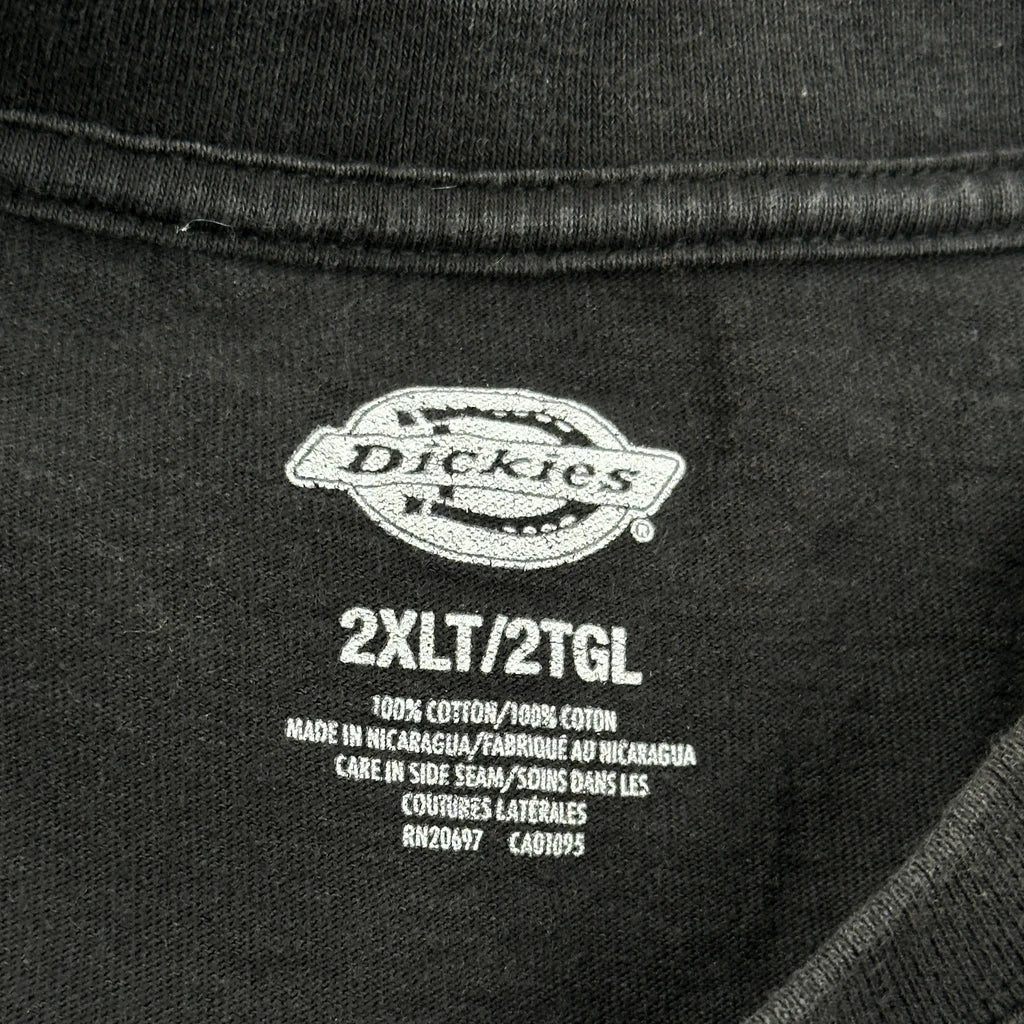 Dickies
®
2XLT/2TGL
100% COTTON/100% COTON
MADE IN NICARAGUA/FABRIQUÉ AU NICARAGUA
CARE IN SIDE SEAM/SOINS DANS LES
COUTURES LATÉRALES
RN20697 CA01095